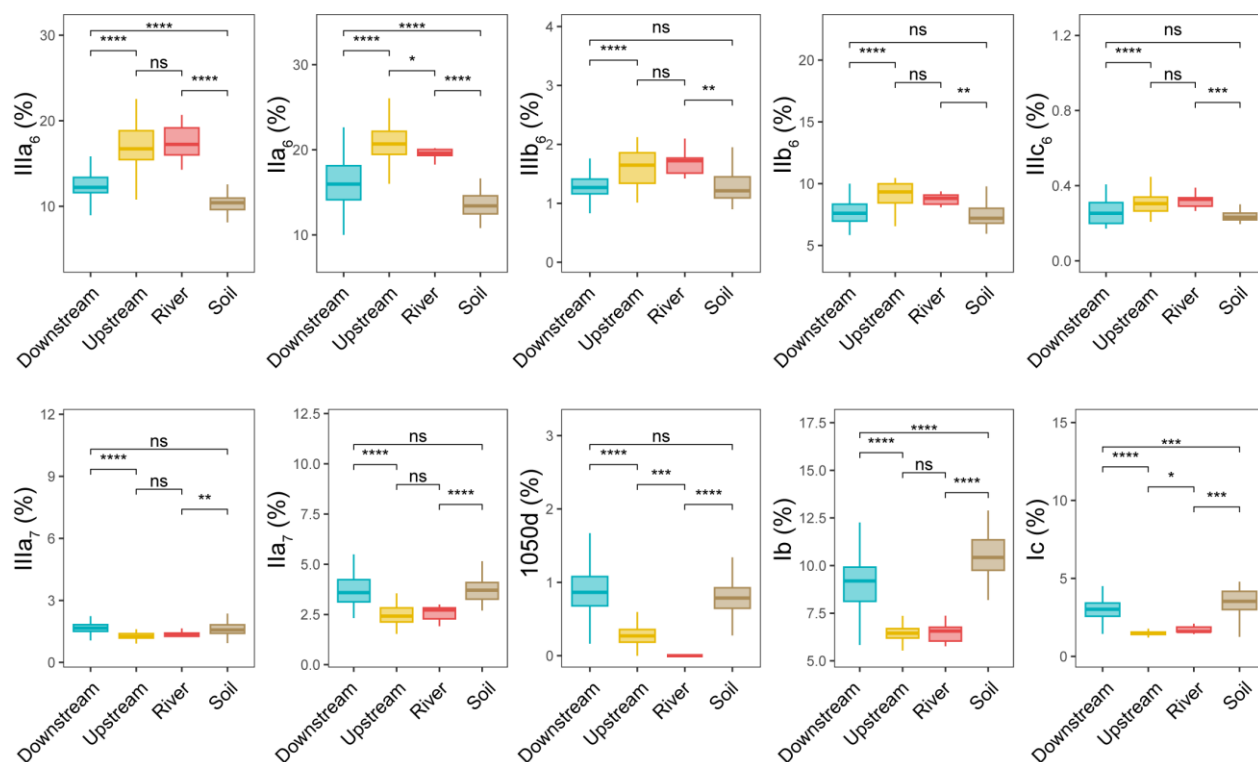 IIIa6 (%)
30
20
10
****
****
ns
****
Downstream
Upstream
River
Soil
IIa6 (%)
40
30
20
10
****
****
*
****
Downstream
Upstream
River
Soil
IIIb6 (%)
4
3
2
1
0
ns
****
ns
**
Downstream
Upstream
River
Soil
IIb6 (%)
20
15
10
5
ns
****
ns
**
Downstream
Upstream
River
Soil
IIIc6 (%)
1.2
0.8
0.4
0.0
ns
****
ns
***
Downstream
Upstream
River
Soil
IIIa7 (%)
12
9
6
3
0
ns
****
ns
**
Downstream
Upstream
River
Soil
IIa7 (%)
12.5
10.0
7.5
5.0
2.5
0.0
ns
****
ns
****
Downstream
Upstream
River
Soil
1050d (%)
3
2
1
0
ns
****
***
****
Downstream
Upstream
River
Soil
Ib (%)
17.5
15.0
12.5
10.0
7.5
5.0
****
****
ns
****
Downstream
Upstream
River
Soil
Ic (%)
15
10
5
0
***
****
*
***
Downstream
Upstream
River
Soil